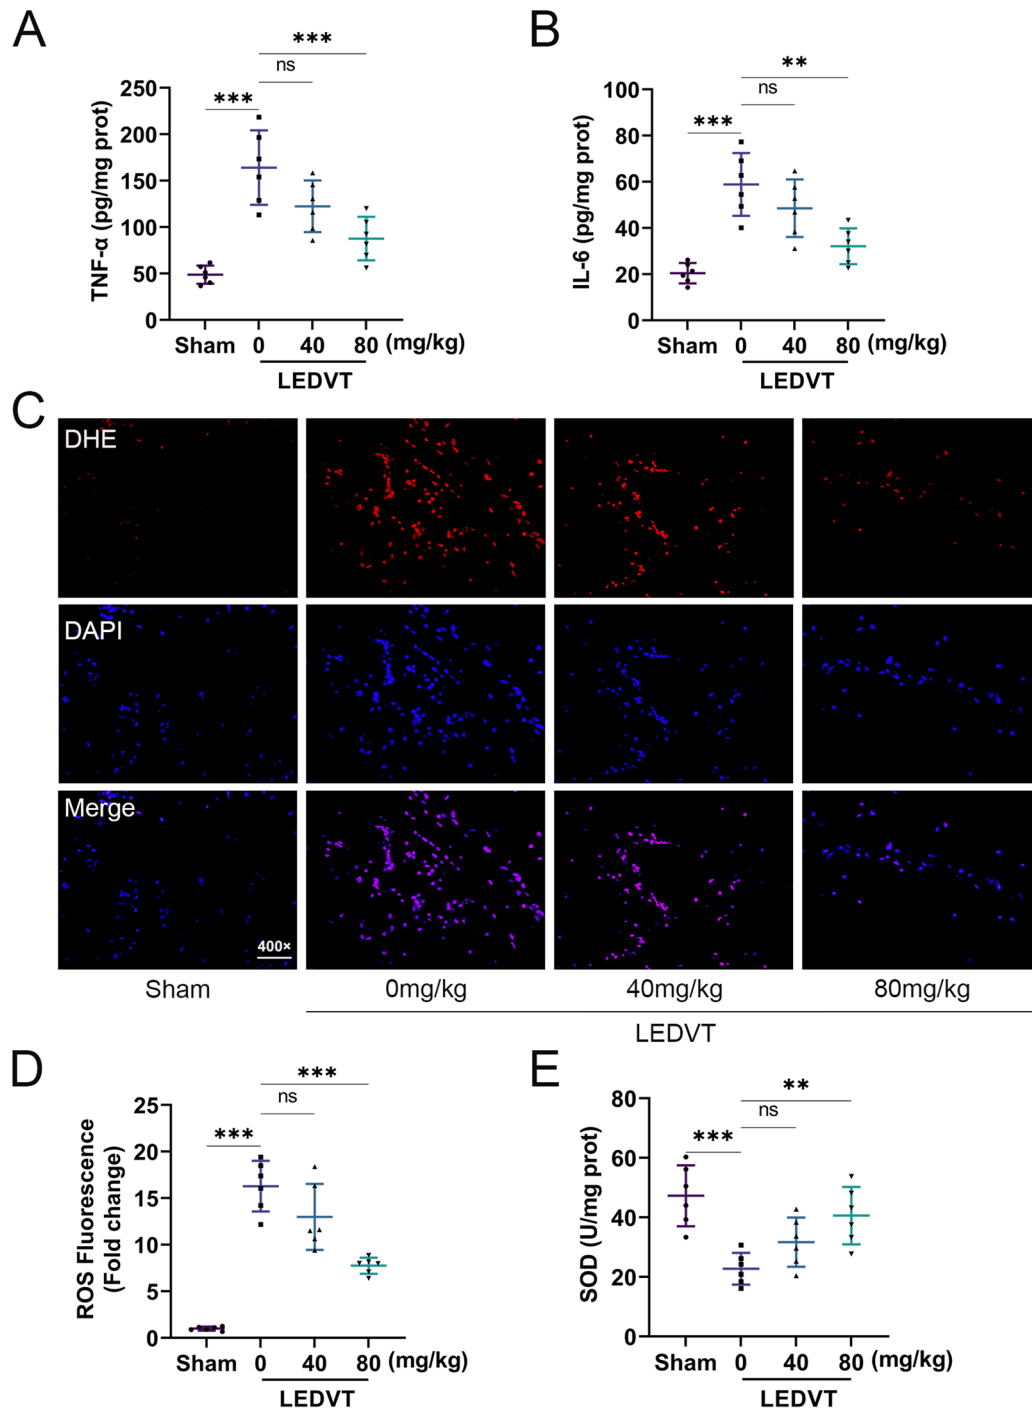 A
TNF-α (pg/mg prot)
250
200
150
100
50
0
***
ns
***
Sham 0 40 80 (mg/kg)
LEDVT
B
IL-6 (pg/mg prot)
100
80
60
40
20
0
**
ns
***
Sham 0 40 80 (mg/kg)
LEDVT
C
DHE
DAPI
Merge
400×
Sham 0mg/kg 40mg/kg 80mg/kg
LEDVT
D
ROS Fluorescence
(Fold change)
25
20
15
10
5
0
***
ns
***
Sham 0 40 80 (mg/kg)
LEDVT
E
SOD (U/mg prot)
80
60
40
20
0
**
ns
***
Sham 0 40 80 (mg/kg)
LEDVT